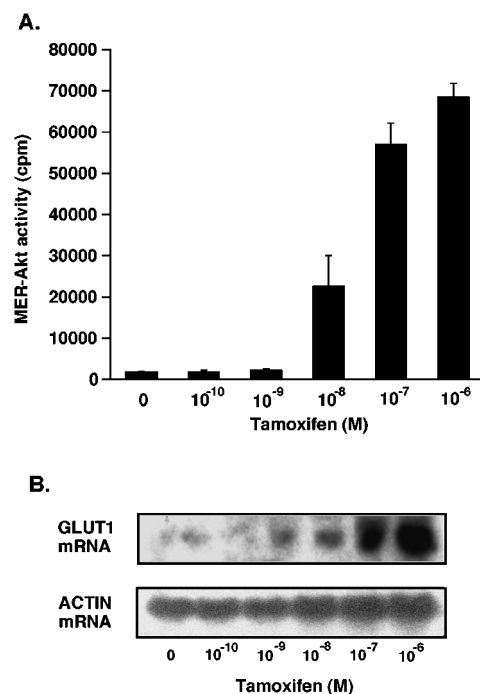 A.
80000
70000
60000
50000
40000
30000
20000
10000
0
MER-Akt activity (cpm)
0 10-10 10-9 10-8 10-7 10-6
Tamoxifen (M)
B.
GLUT1
mRNA
ACTIN
mRNA
0 10-10 10-9 10-8 10-7 10-6
Tamoxifen (M)